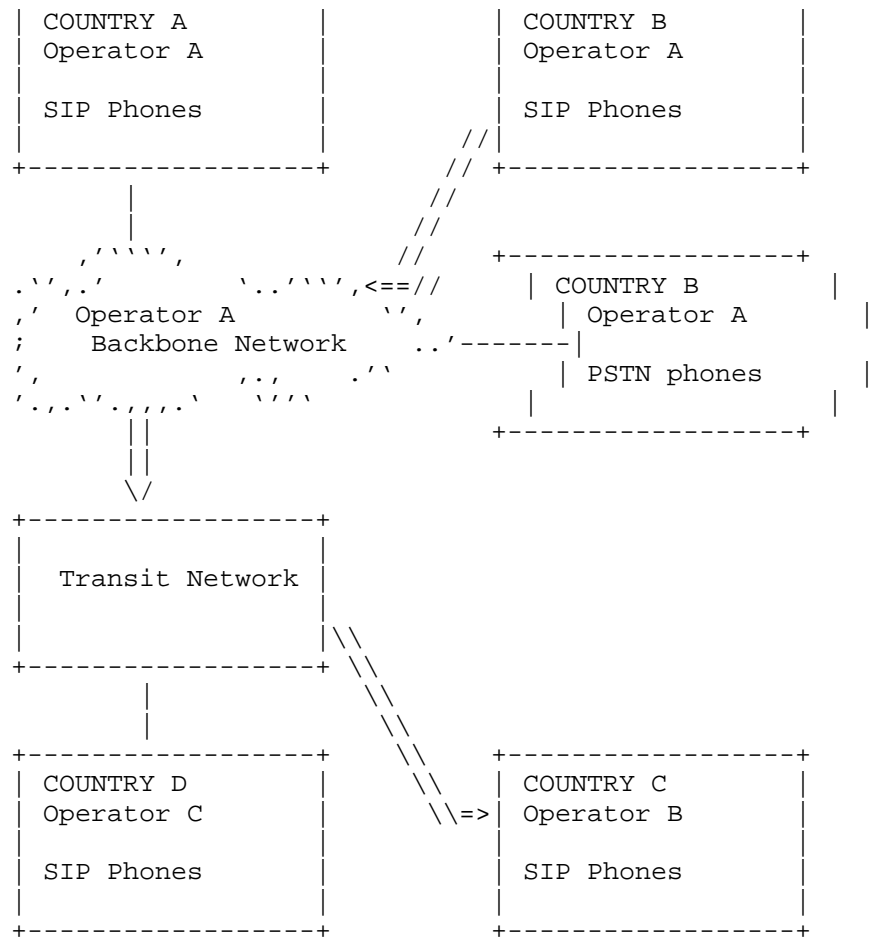 COUNTRY A
Operator A
SIP Phones
COUNTRY B
Operator A
SIP Phones
Operator A
Backbone Network
COUNTRY B
Operator A
PSTN phones
Transit Network
COUNTRY D
Operator C
SIP Phones
COUNTRY C
Operator B
SIP Phones